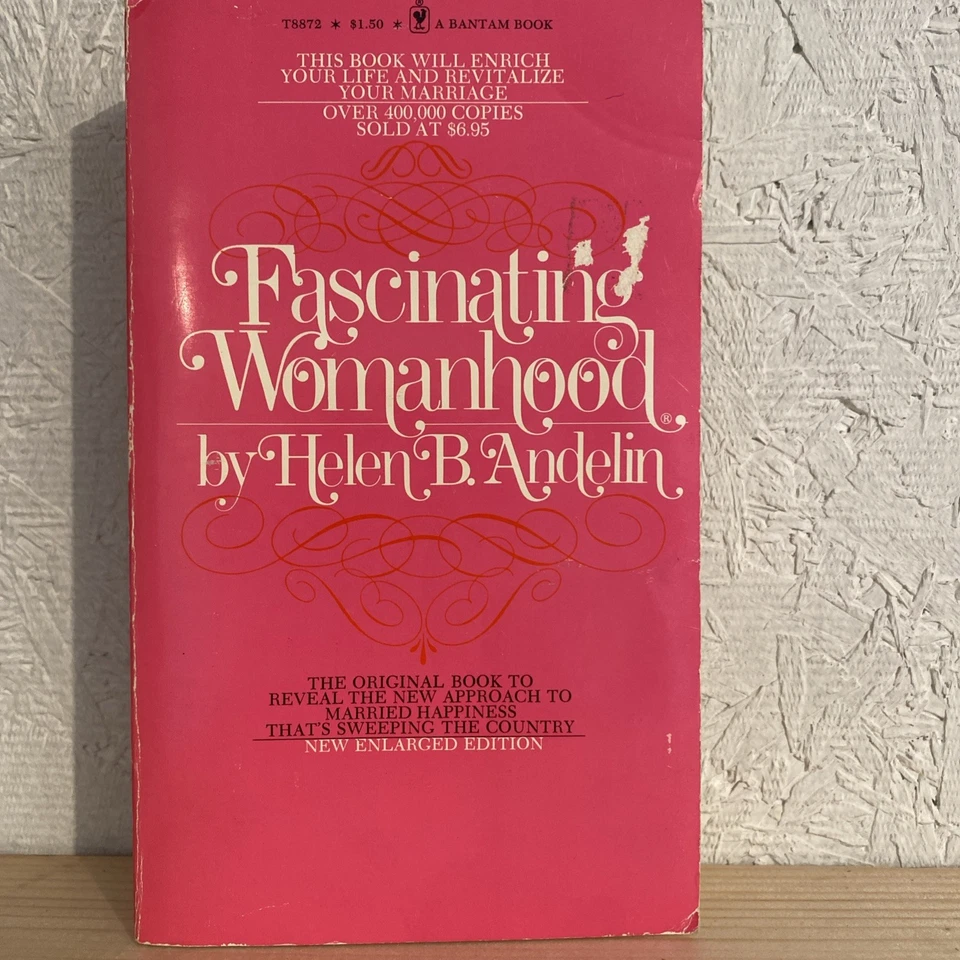 T8872 * $1.50 * ® A BANTAM BOOK
THIS BOOK WILL ENRICH
YOUR LIFE AND REVITALIZE
YOUR MARRIAGE
OVER 400,000 COPIES
SOLD AT $6.95
Fascinating
Womanhood®
by Helen B. Andelin
THE ORIGINAL BOOK TO
REVEAL THE NEW APPROACH TO
MARRIED HAPPINESS
THAT'S SWEEPING THE COUNTRY
NEW ENLARGED EDITION